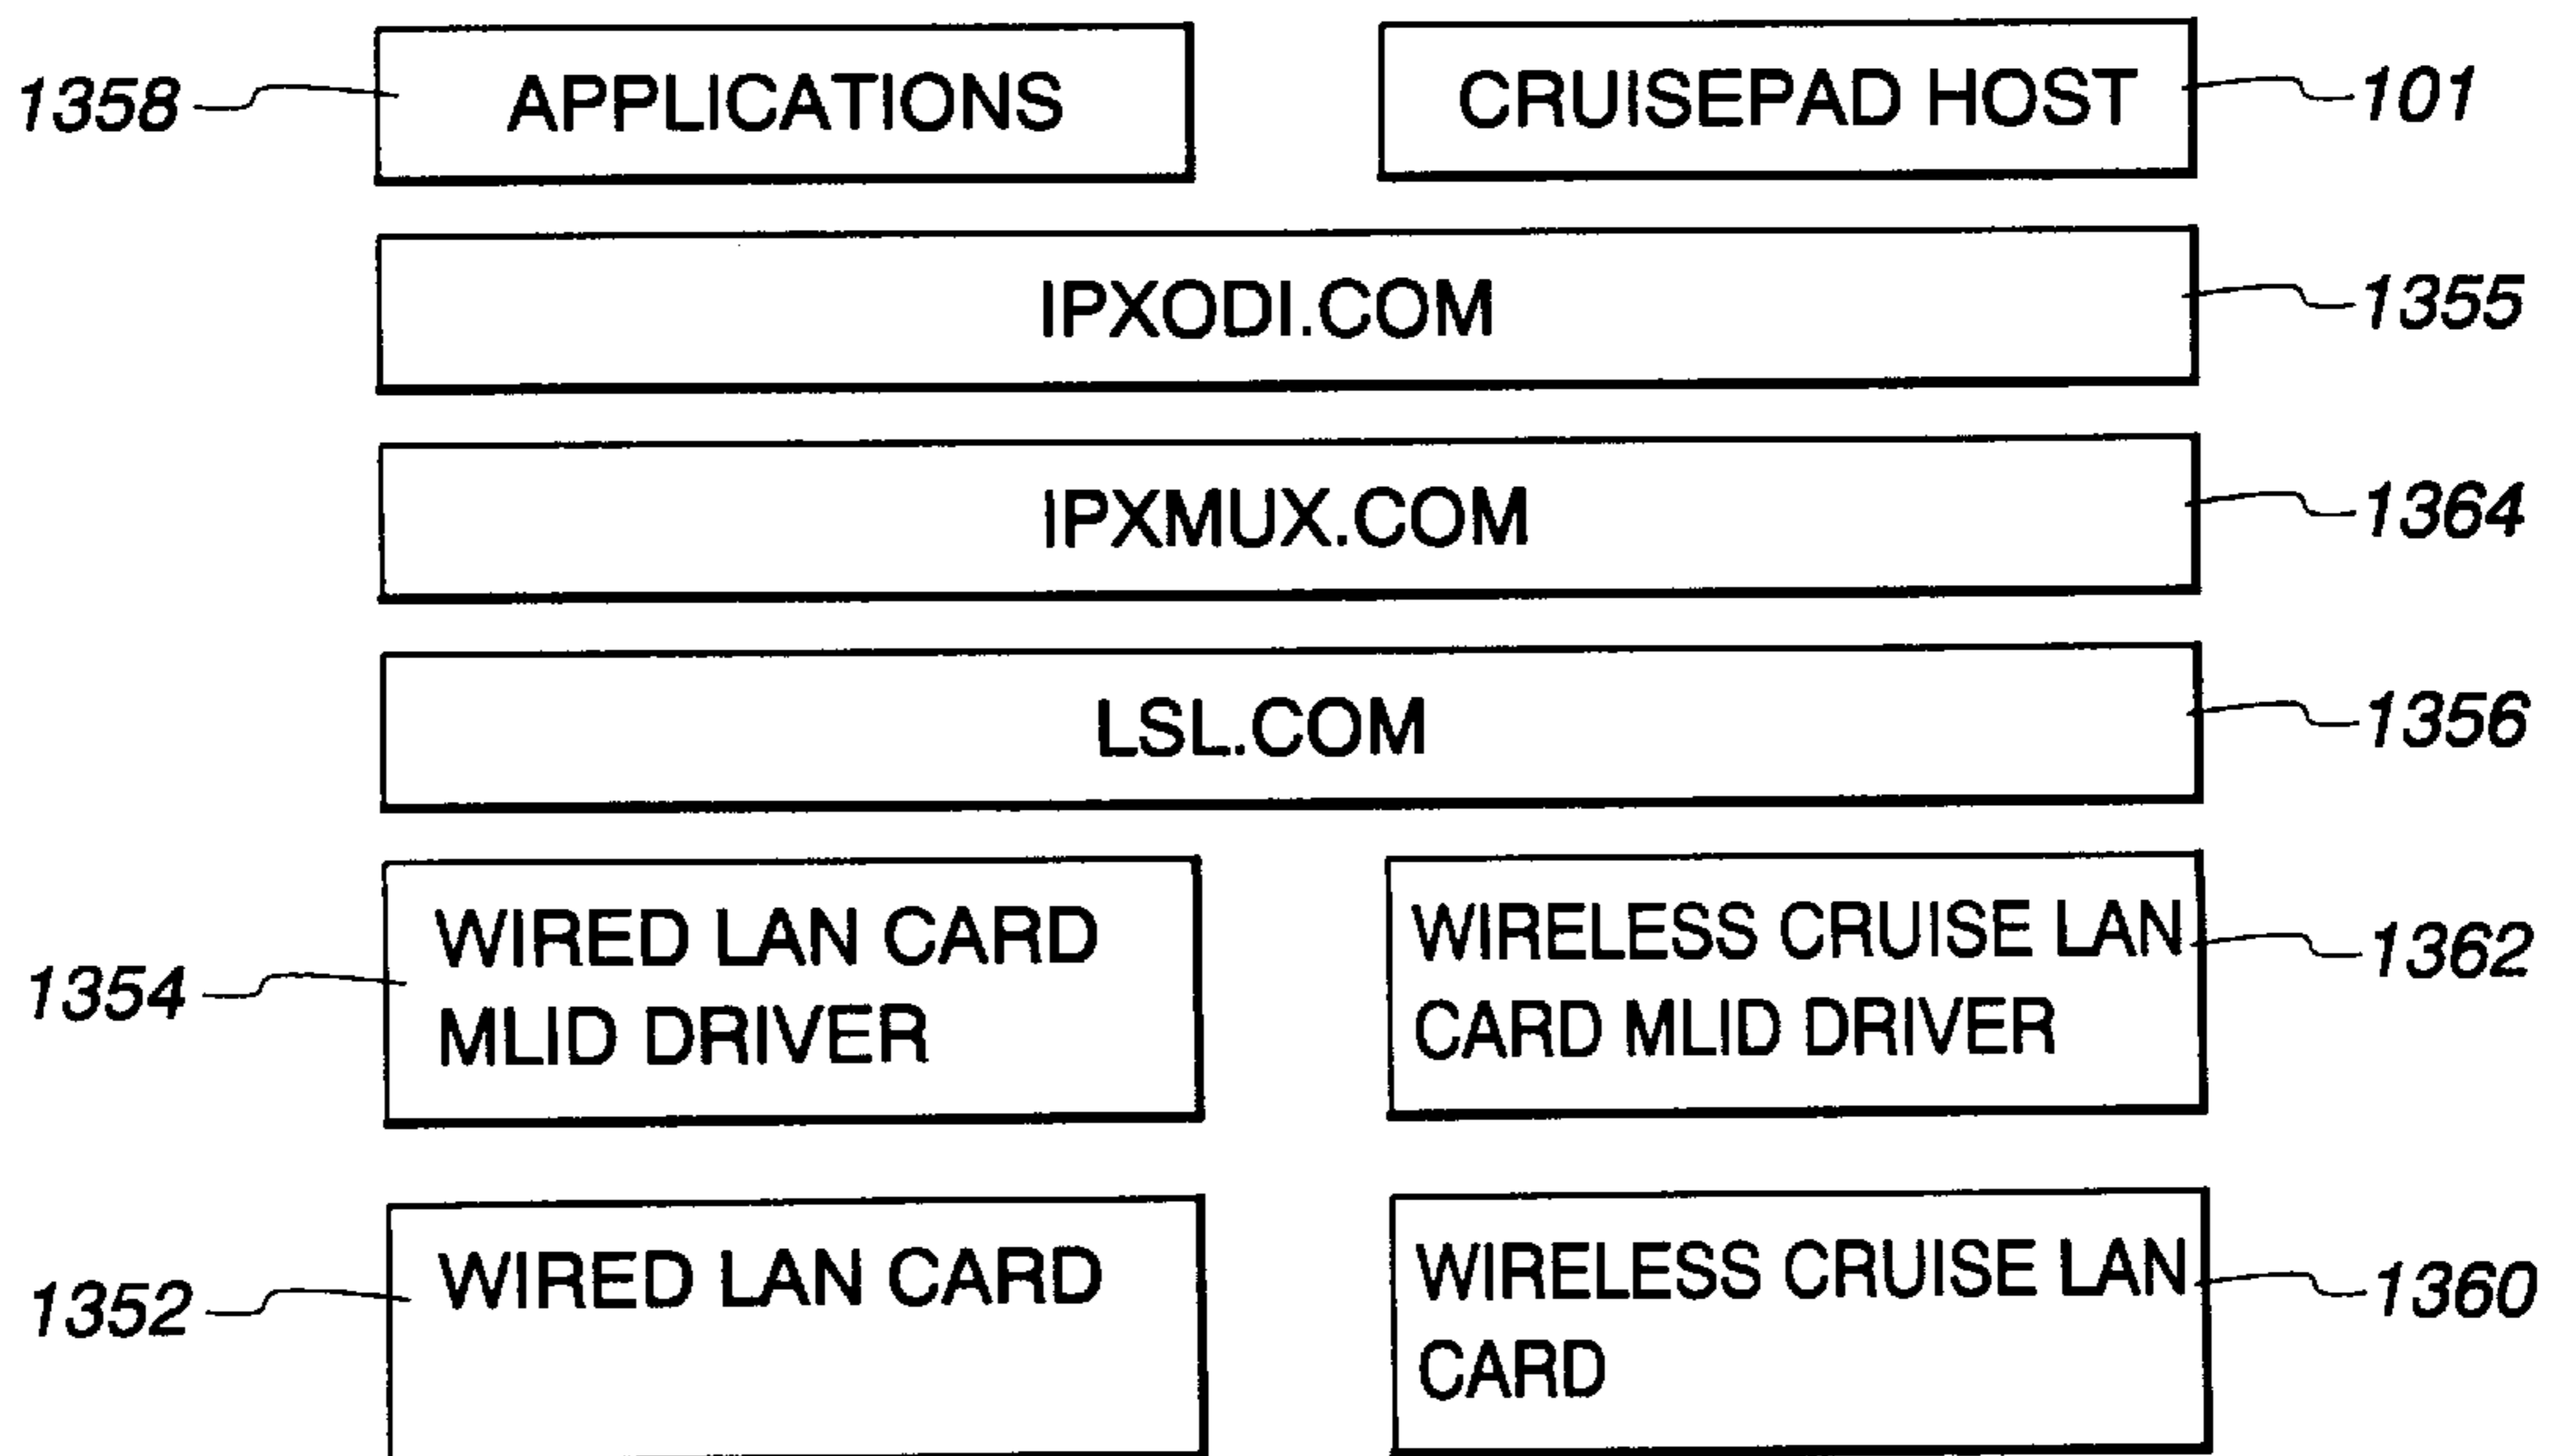 1358 APPLICATIONS CRUISEPAD HOST 101
IPXODI.COM 1355
IPXMUX.COM 1364
LSL.COM 1356
1354 WIRED LAN CARD
MLID DRIVER
WIRELESS CRUISE LAN
CARD MLID DRIVER
1362
1352 WIRED LAN CARD
WIRELESS CRUISE LAN
CARD
1360